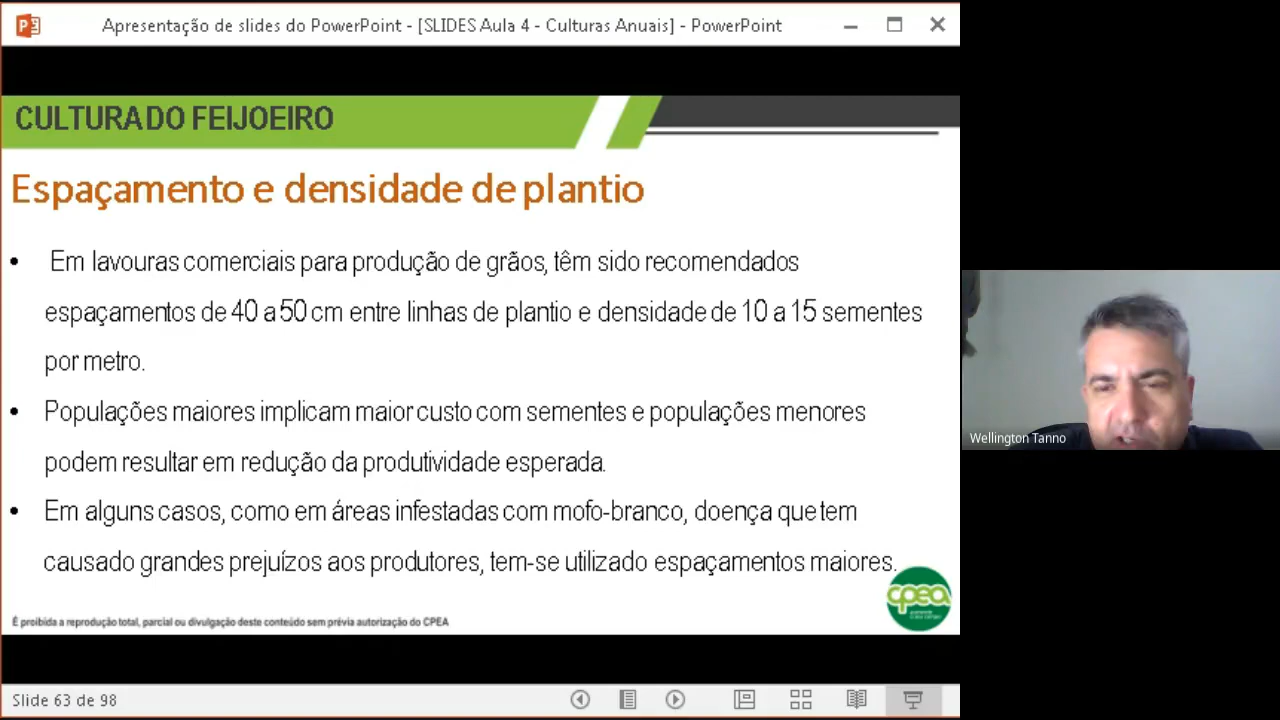 Apresentação de slides do PowerPoint - [SLIDES Aula 4 - Culturas Anuais] - PowerPoint
CULTURA DO FEIJOEIRO
Espaçamento e densidade de plantio
• Em lavouras comerciais para produção de grãos, têm sido recomendados
espaçamentos de 40 a 50 cm entre linhas de plantio e densidade de 10 a 15 sementes
por metro.
• Populações maiores implicam maior custo com sementes e populações menores
podem resultar em redução da produtividade esperada.
• Em alguns casos, como em áreas infestadas com mofo-branco, doença que tem
causado grandes prejuízos aos produtores, tem-se utilizado espaçamentos maiores.
cpea
É proibida a reprodução total, parcial ou divulgação deste conteúdo sem prévia autorização do CPEA
Slide 63 de 98
Wellington Tanno